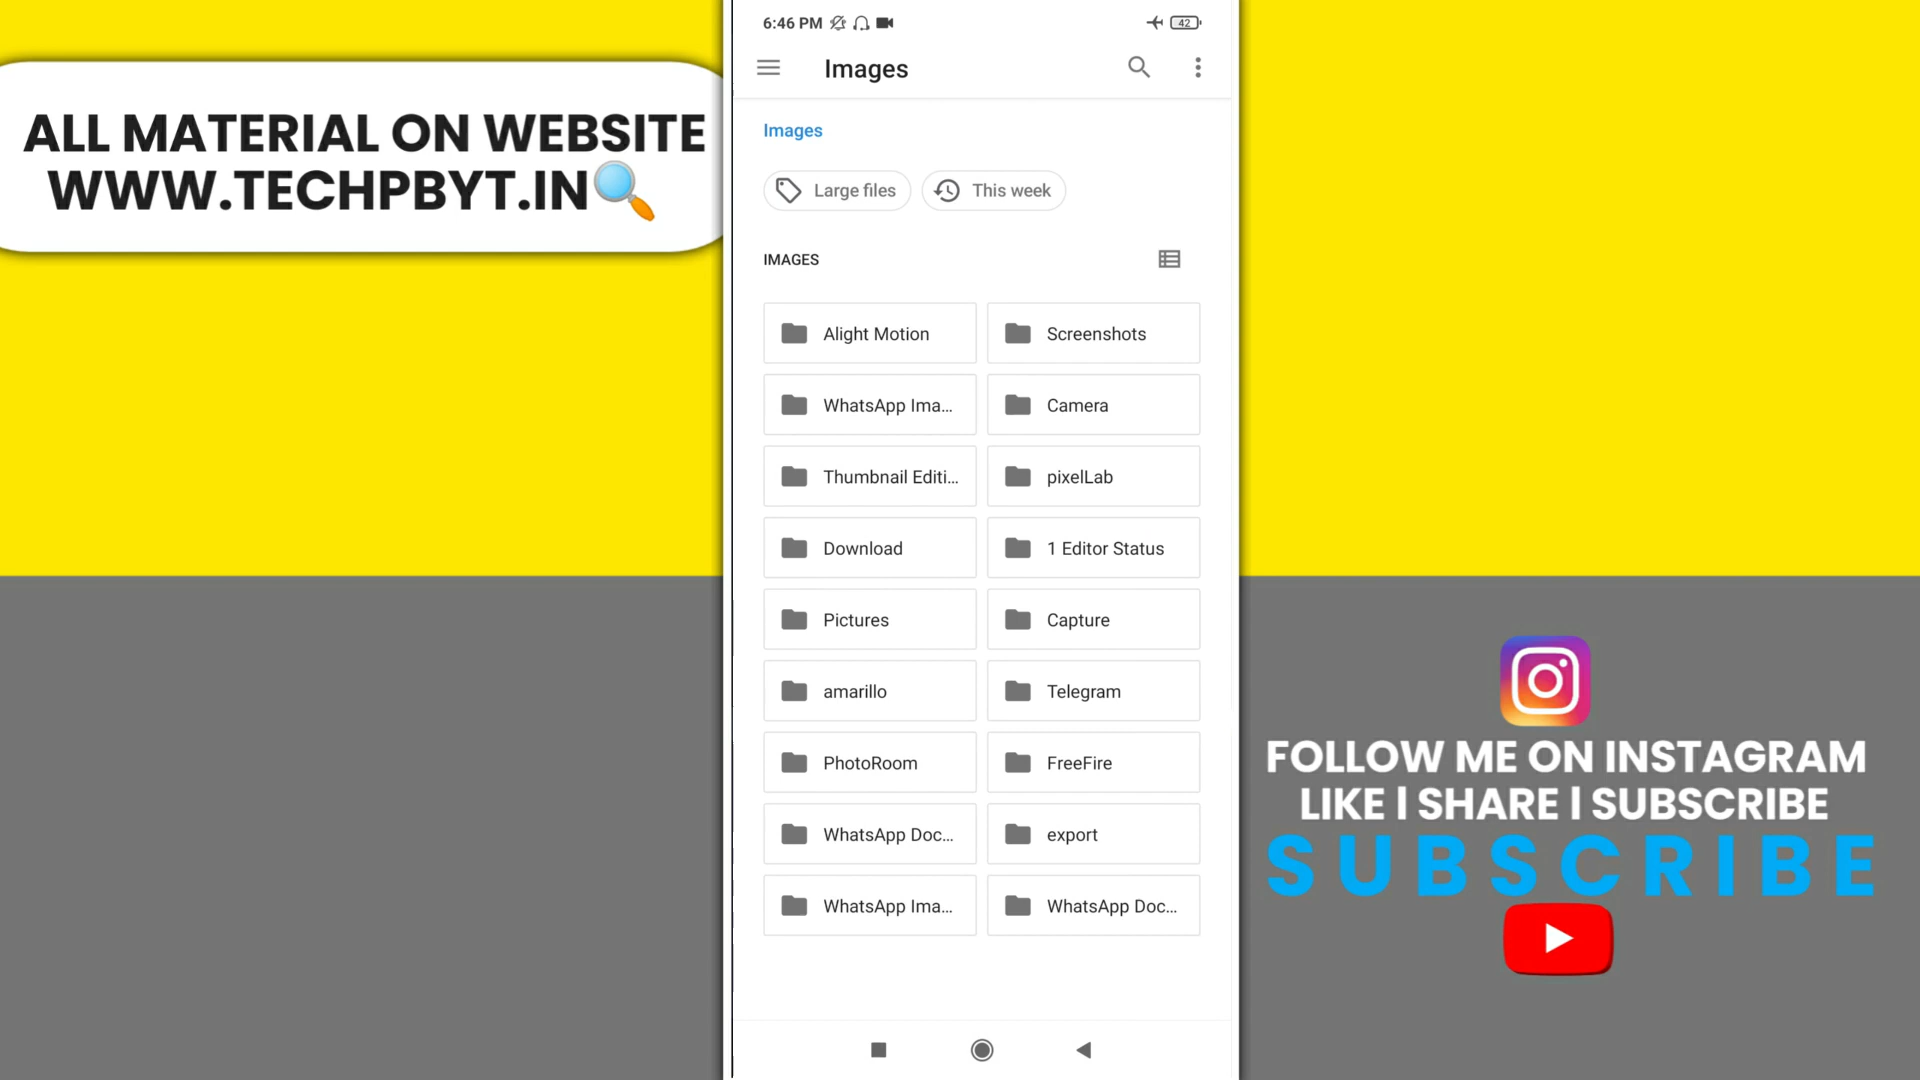 ALL MATERIAL ON WEBSITE
WWW.TECHPBYT.IN
6:46 PM
42
Images
Images
Large files
This week
IMAGES
Alight Motion
Screenshots
WhatsApp Ima...
Camera
Thumbnail Editi...
pixelLab
Download
1 Editor Status
Pictures
Capture
amarillo
Telegram
PhotoRoom
FreeFire
WhatsApp Doc...
export
WhatsApp Ima...
WhatsApp Doc...
FOLLOW ME ON INSTAGRAM
LIKE | SHARE | SUBSCRIBE
SUBSCRIBE